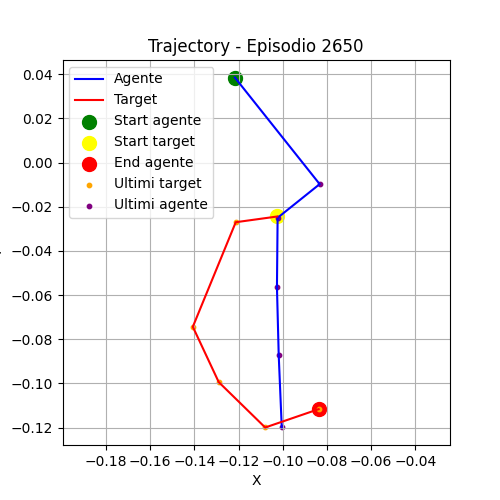 Trajectory - Episodio 2650
Agente
Target
Start agente
Start target
End agente
Ultimi target
Ultimi agente
0.04
0.02
0.00
−0.02
−0.04
−0.06
−0.08
−0.10
−0.12
−0.18 −0.16 −0.14 −0.12 −0.10 −0.08 −0.06 −0.04
X